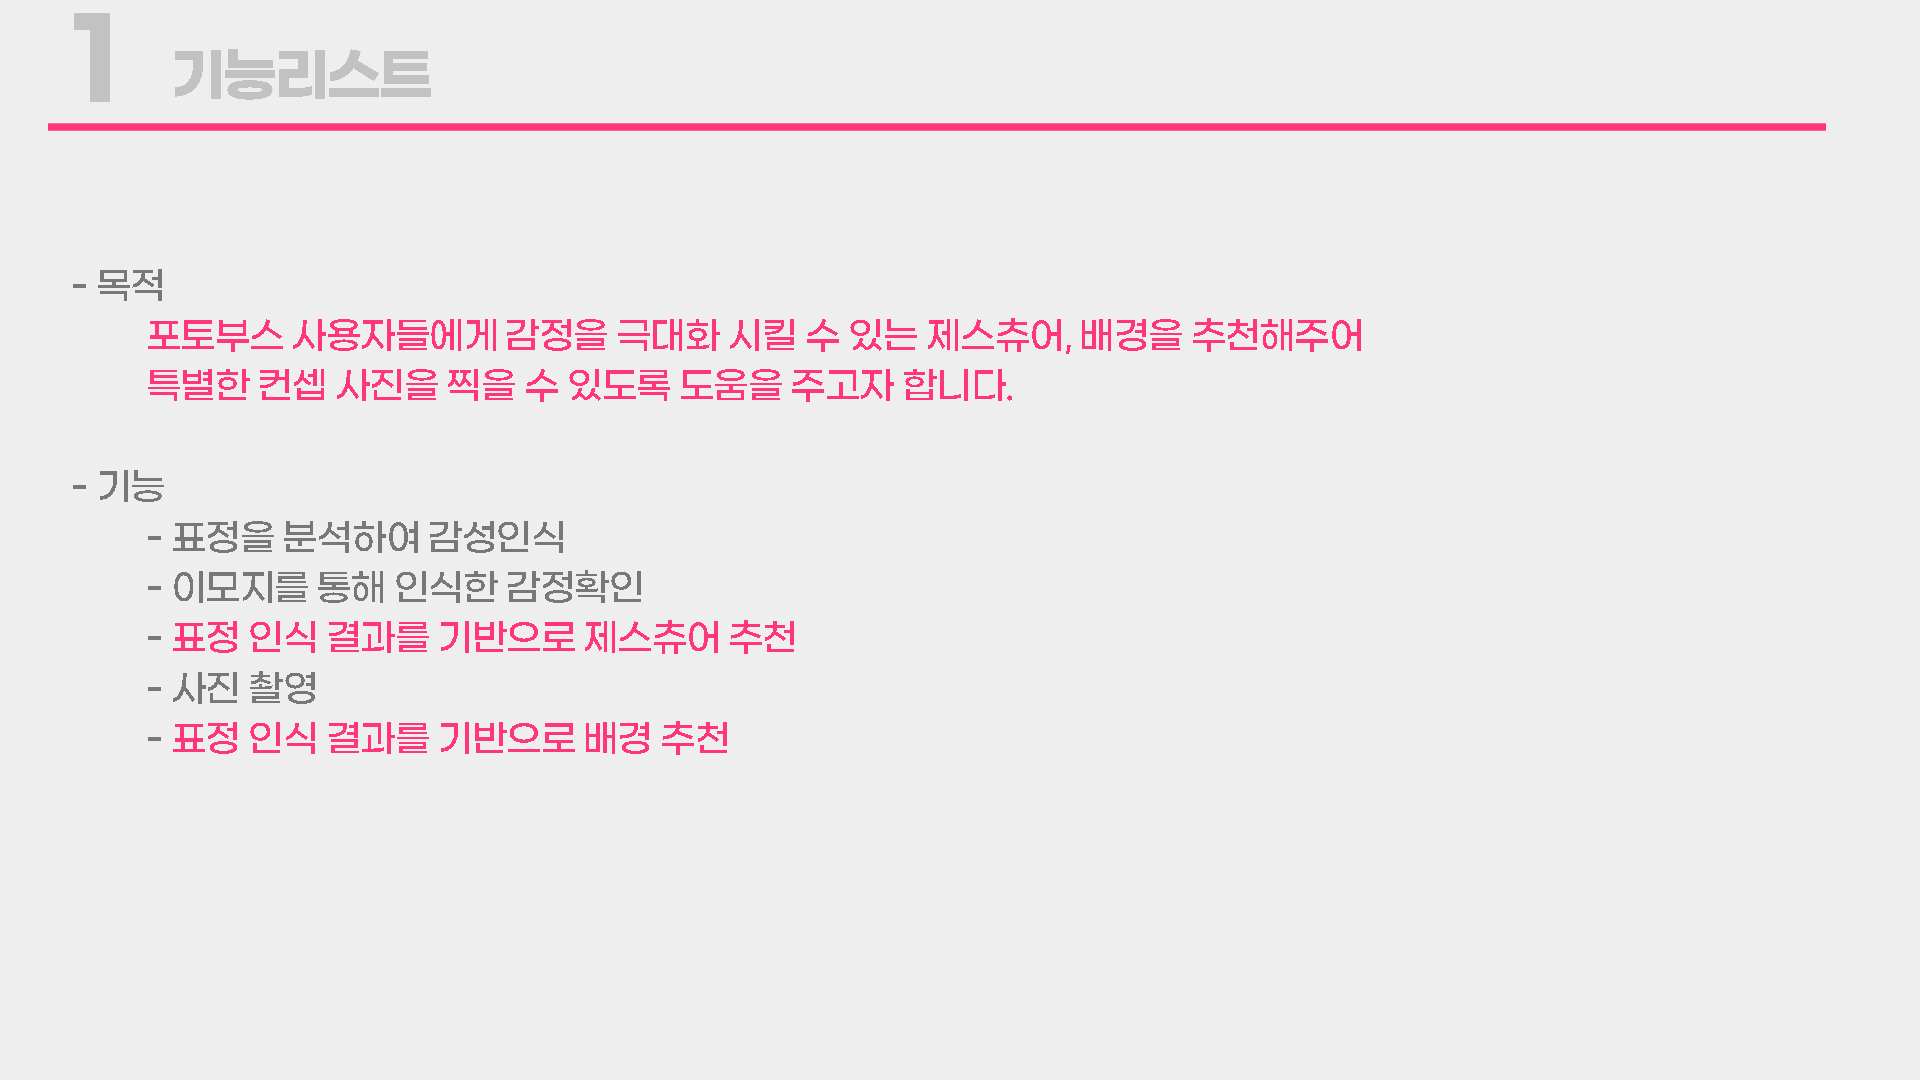 1 기능리스트
- 목적
포토부스 사용자들에게 감정을 극대화 시킬 수 있는 제스츄어, 배경을 추천해주어
특별한 컨셉 사진을 찍을 수 있도록 도움을 주고자 합니다.
- 기능
- 표정을 분석하여 감성인식
- 이모지를 통해 인식한 감정확인
- 표정 인식 결과를 기반으로 제스츄어 추천
- 사진 촬영
- 표정 인식 결과를 기반으로 배경 추천